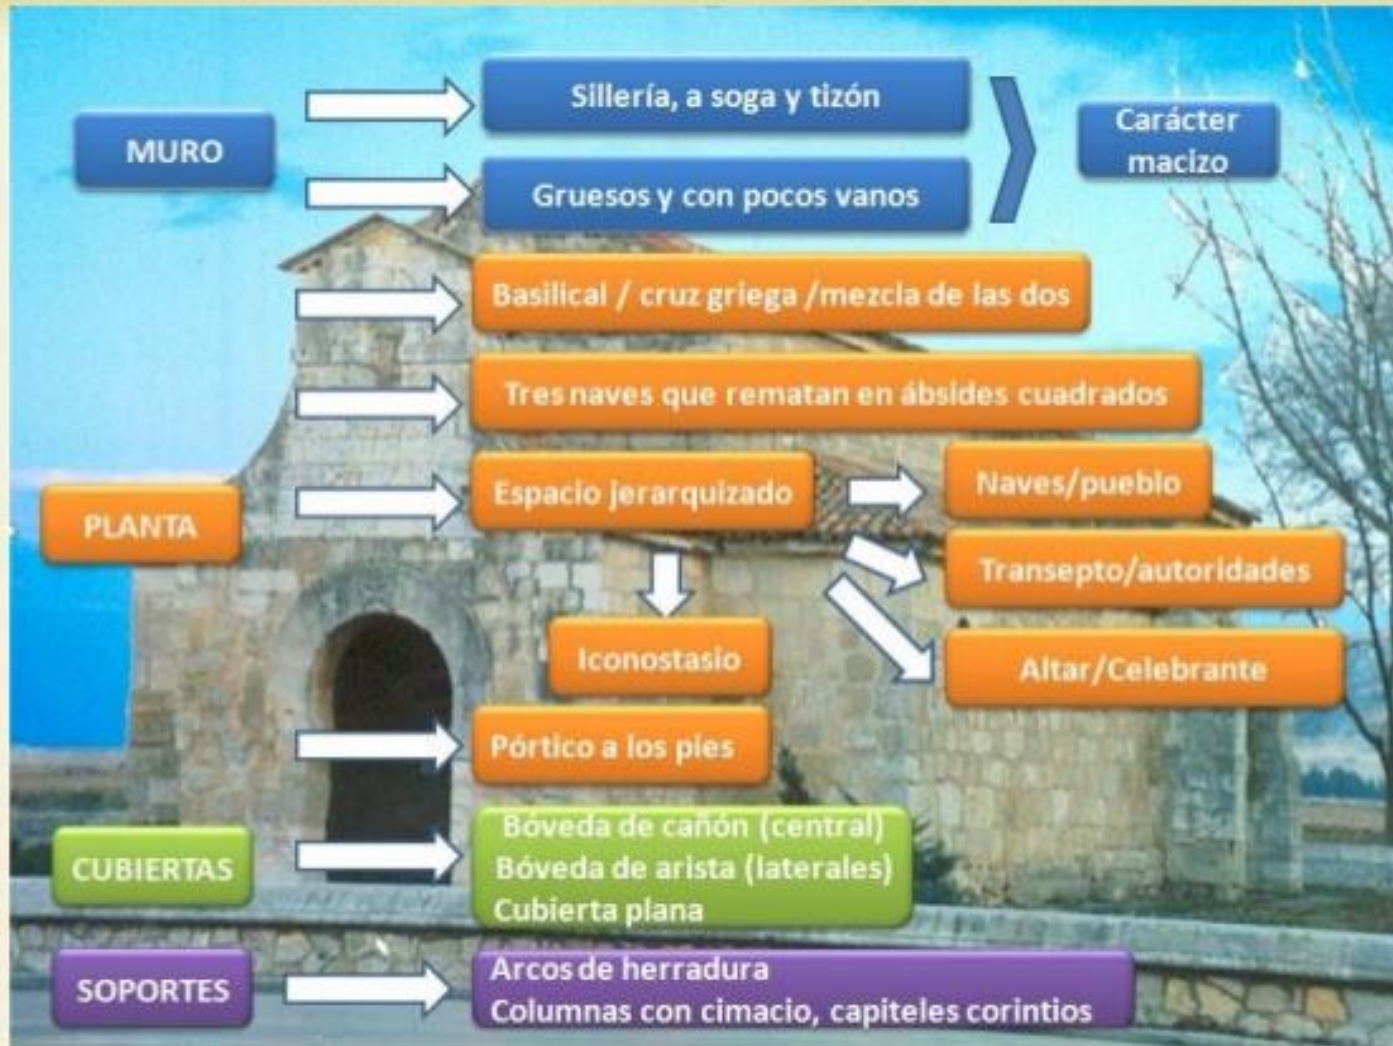 MURO
Sillería, a soga y tizón
Gruesos y con pocos vanos
Carácter
macizo
PLANTA
Basilical / cruz griega /mezcla de las dos
Tres naves que rematan en ábsides cuadrados
Espacio jerarquizado
Naves/pueblo
Transepto/autoridades
Altar/Celebrante
Iconostasio
Pórtico a los pies
CUBIERTAS
Bóveda de cañón (central)
Bóveda de arista (laterales)
Cubierta plana
SOPORTES
Arcos de herradura
Columnas con cimacio, capiteles corintios